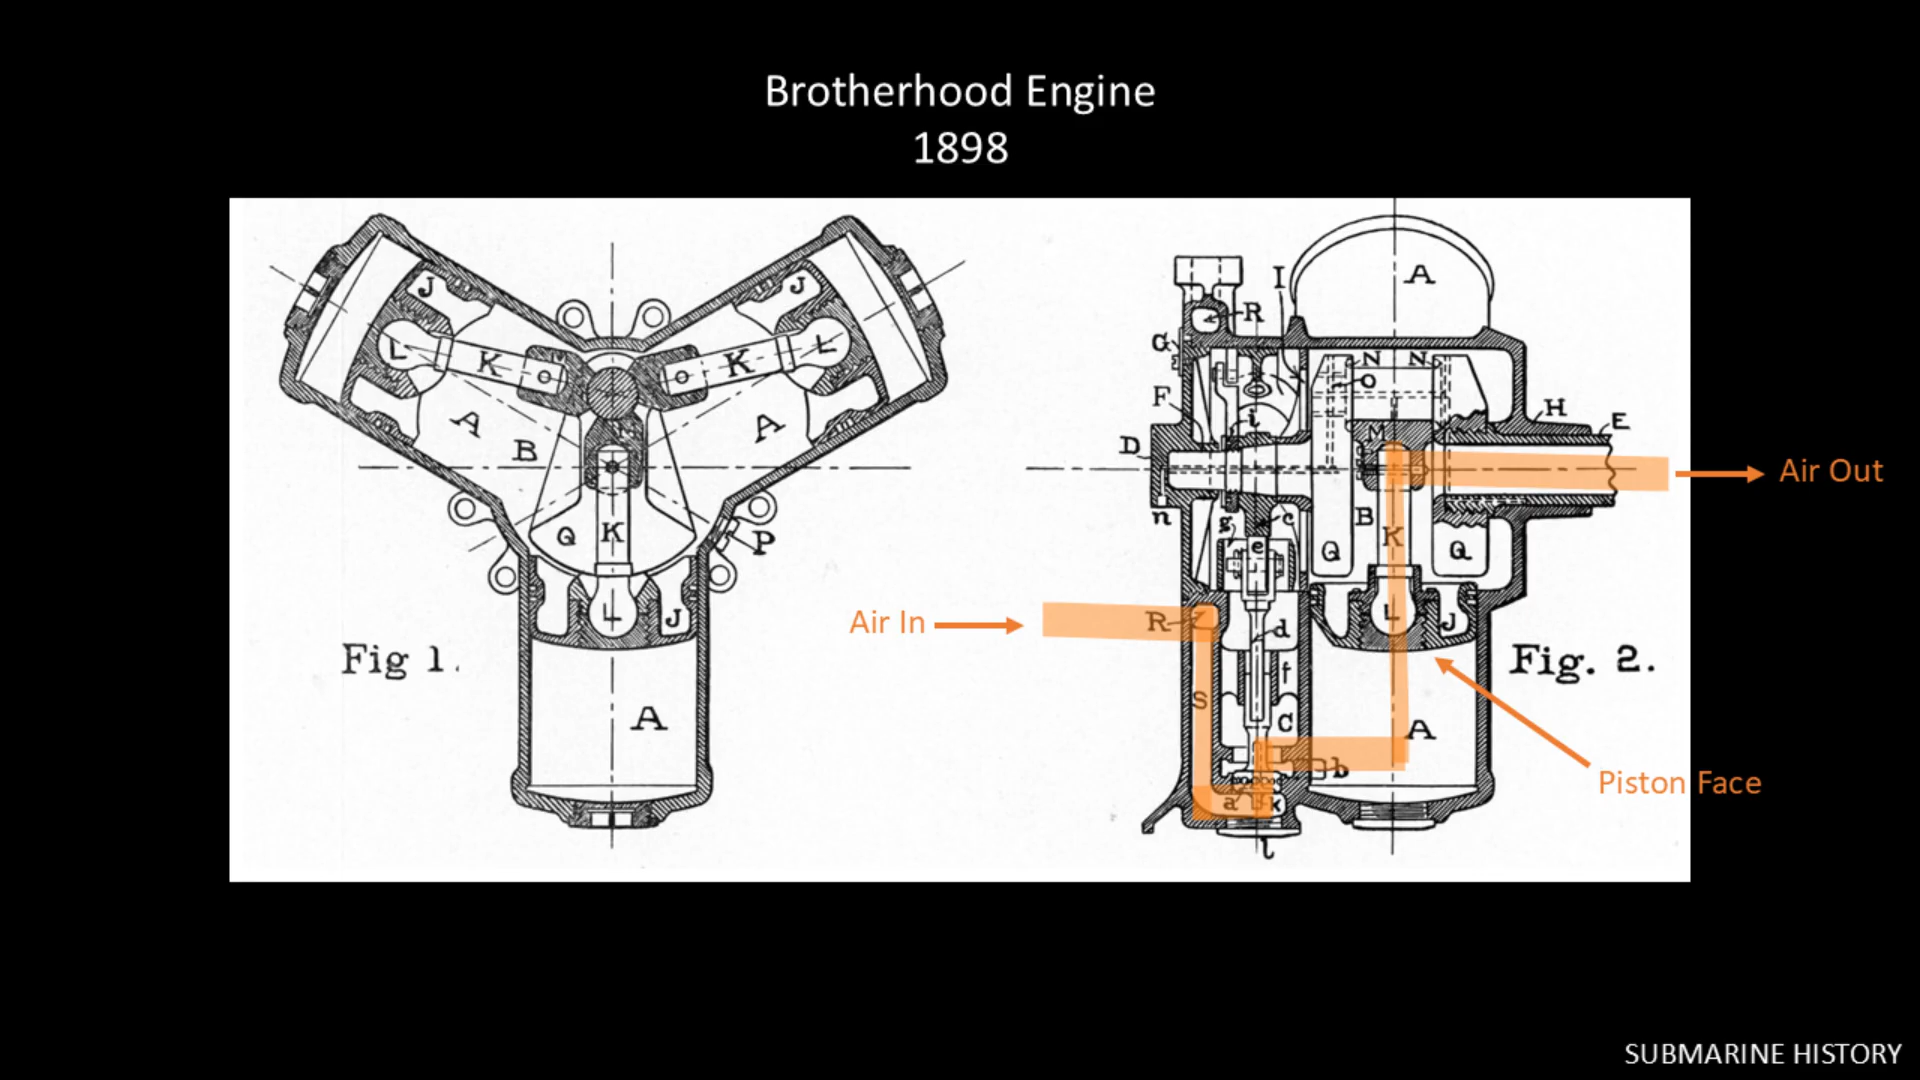 Brotherhood Engine
1898
J
J
L
K
K
L
A
B
A
M
Q
K
P
L
J
A
Fig 1.
A
I
R
G
N
N
O
F
H
E
i
M
D
Air Out
n
g
c
B
K
e
Q
Q
Air In
R
L
J
d
f
Fig. 2.
S
C
A
b
Piston Face
a
k
l
SUBMARINE HISTORY